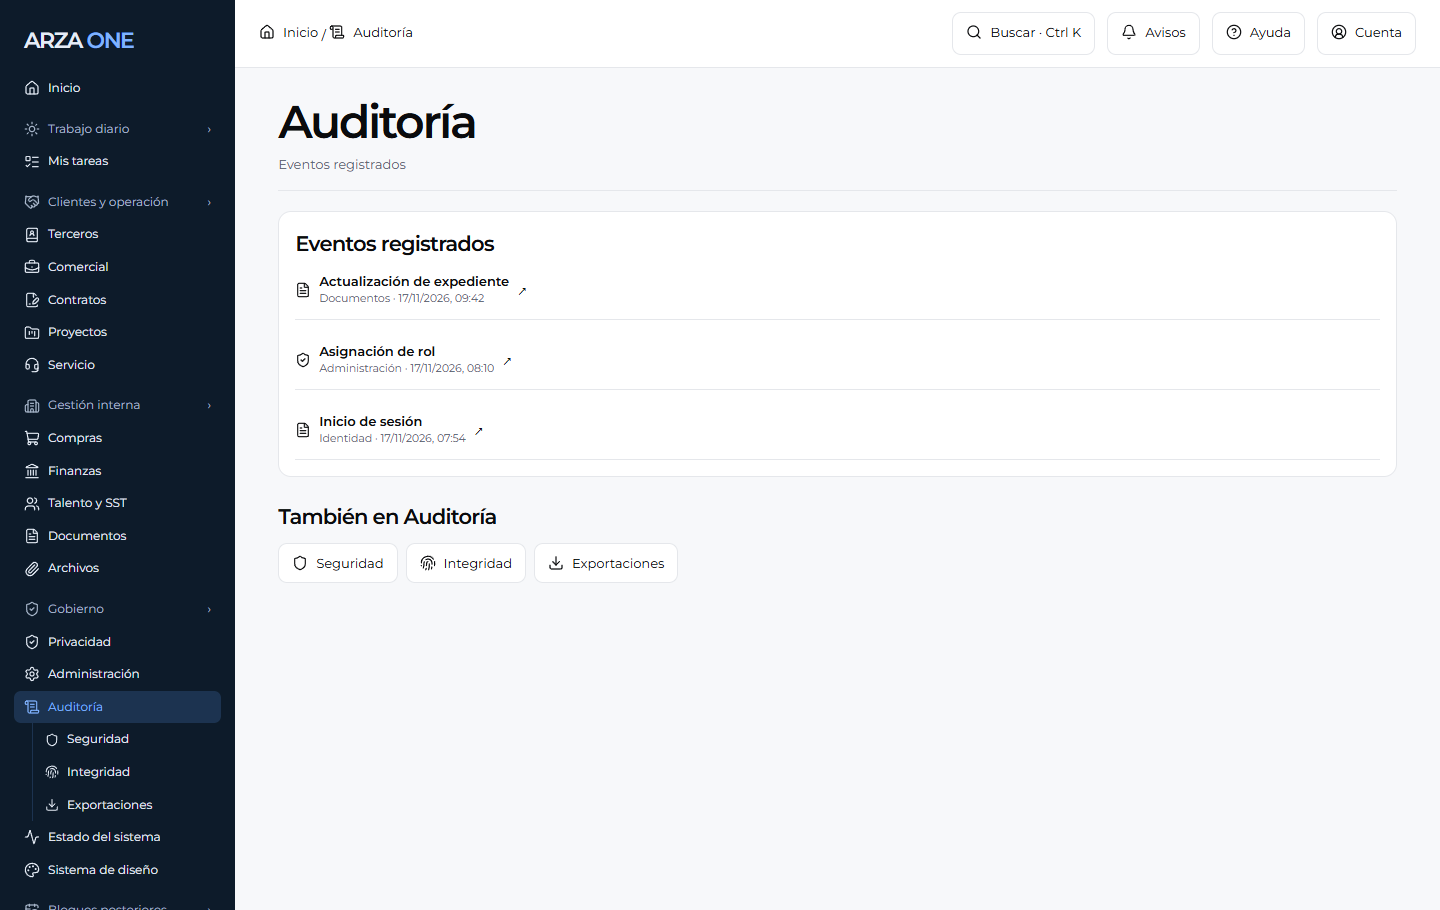 ARZA ONE
Inicio
Trabajo diario ›
Mis tareas
Clientes y operación ›
Terceros
Comercial
Contratos
Proyectos
Servicio
Gestión interna ›
Compras
Finanzas
Talento y SST
Documentos
Archivos
Gobierno ›
Privacidad
Administración
Auditoría
Seguridad
Integridad
Exportaciones
Estado del sistema
Sistema de diseño
Bloques posteriores ›
Inicio / Auditoría
Buscar · Ctrl K
Avisos
Ayuda
Cuenta
Auditoría
Eventos registrados
Eventos registrados
Actualización de expediente
Documentos · 17/11/2026, 09:42 ↗
Asignación de rol
Administración · 17/11/2026, 08:10 ↗
Inicio de sesión
Identidad · 17/11/2026, 07:54 ↗
También en Auditoría
Seguridad
Integridad
Exportaciones